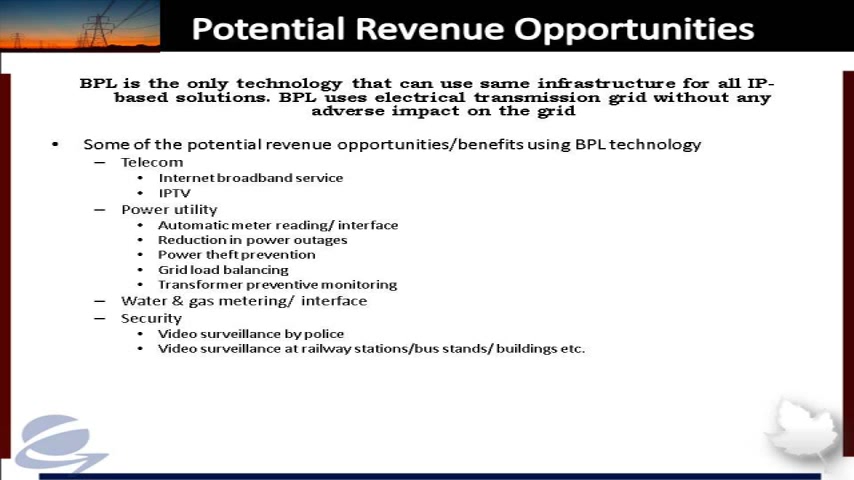 Potential Revenue Opportunities
BPL is the only technology that can use same infrastructure for all IP-
based solutions. BPL uses electrical transmission grid without any
adverse impact on the grid
• Some of the potential revenue opportunities/benefits using BPL technology
– Telecom
• Internet broadband service
• IPTV
– Power utility
• Automatic meter reading/ interface
• Reduction in power outages
• Power theft prevention
• Grid load balancing
• Transformer preventive monitoring
– Water & gas metering/ interface
– Security
• Video surveillance by police
• Video surveillance at railway stations/bus stands/ buildings etc.